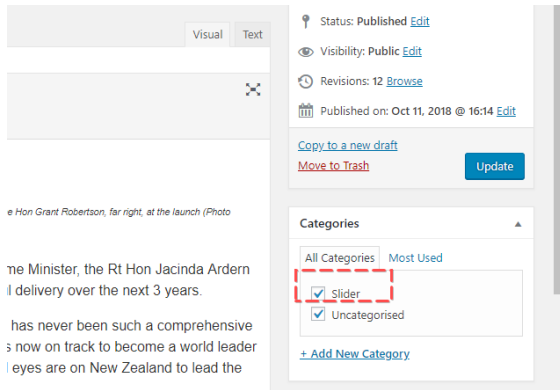 Visual Text
e Hon Grant Robertson, far right, at the launch (Photo
me Minister, the Rt Hon Jacinda Ardern
delivery over the next 3 years.
has never been such a comprehensive
s now on track to become a world leader
eyes are on New Zealand to lead the
Status: Published Edit
Visibility: Public Edit
Revisions: 12 Browse
Published on: Oct 11, 2018 @ 16:14 Edit
Copy to a new draft
Move to Trash
Update
Categories
All Categories Most Used
Slider
Uncategorised
+ Add New Category